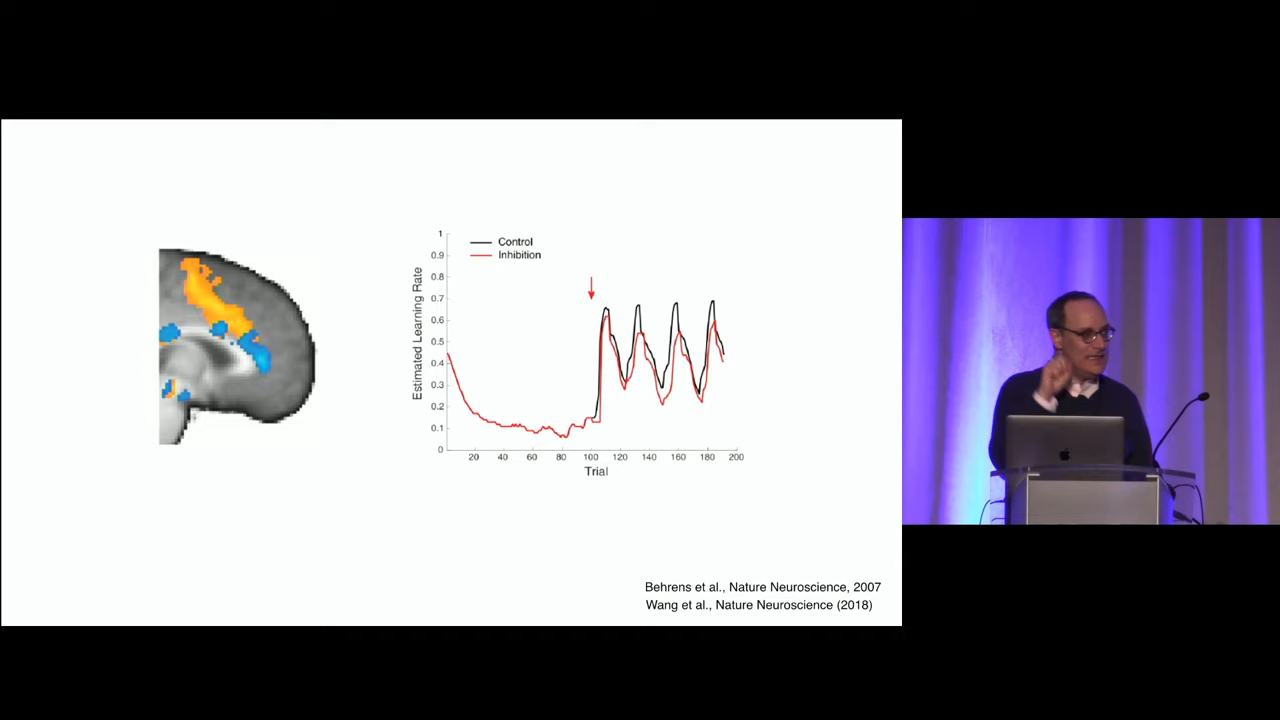 Control
Inhibition
Estimated Learning Rate
1
0.9
0.8
0.7
0.6
0.5
0.4
0.3
0.2
0.1
0
20 40 60 80 100 120 140 160 180 200
Trial
Behrens et al., Nature Neuroscience, 2007
Wang et al., Nature Neuroscience (2018)